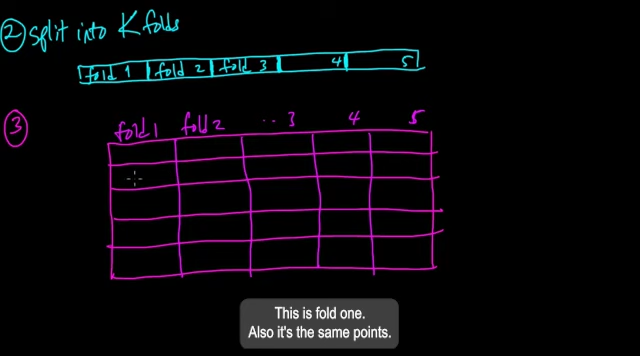 ② split into K folds
fold 1 fold 2 fold 3 4 5
③
fold 1 fold 2 .. 3 4 5
This is fold one.
Also it's the same points.